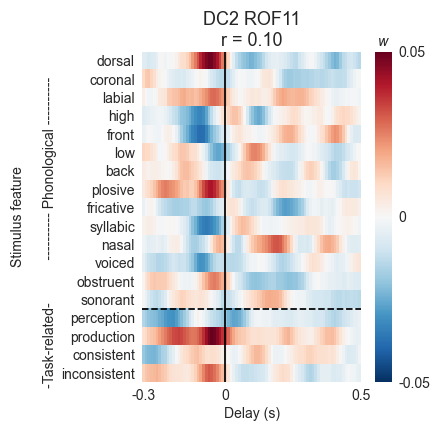 DC2 ROF11
r = 0.10
w
dorsal
coronal
labial
high
front
low
back
plosive
fricative
syllabic
nasal
voiced
obstruent
sonorant
perception
production
consistent
inconsistent
Stimulus feature
-Task-related- ---------- Phonological ----------
0.05
0
-0.05
-0.3 0 0.5
Delay (s)